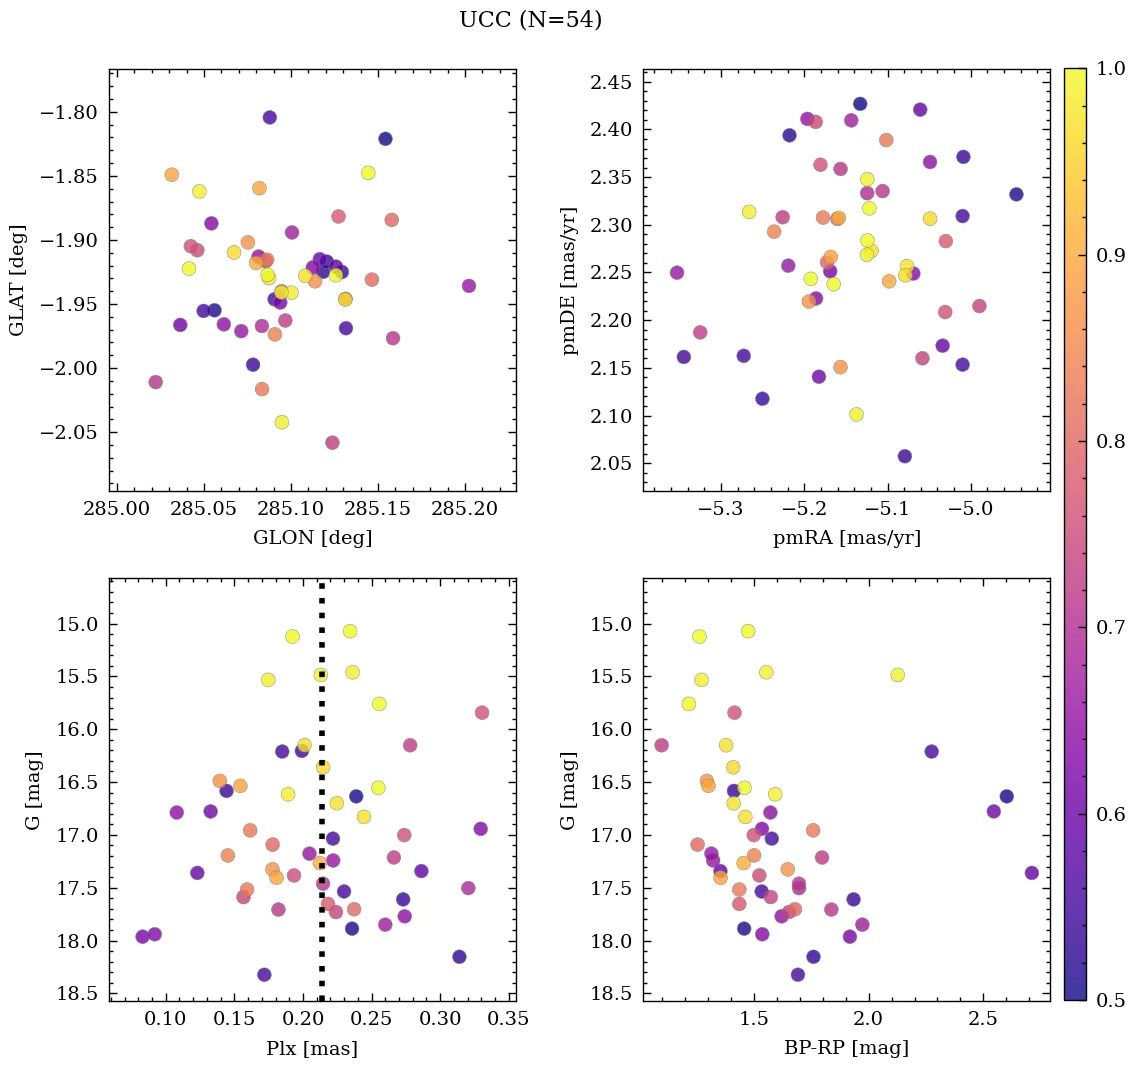 UCC (N=54)
−1.80
−1.85
−1.90
−1.95
−2.00
−2.05
GLAT [deg]
285.00 285.05 285.10 285.15 285.20
GLON [deg]
2.45
2.40
2.35
2.30
2.25
2.20
2.15
2.10
2.05
pmDE [mas/yr]
−5.3 −5.2 −5.1 −5.0
pmRA [mas/yr]
15.0
15.5
16.0
16.5
17.0
17.5
18.0
18.5
G [mag]
0.10 0.15 0.20 0.25 0.30 0.35
Plx [mas]
15.0
15.5
16.0
16.5
17.0
17.5
18.0
18.5
G [mag]
1.5 2.0 2.5
BP-RP [mag]
1.0
0.9
0.8
0.7
0.6
0.5